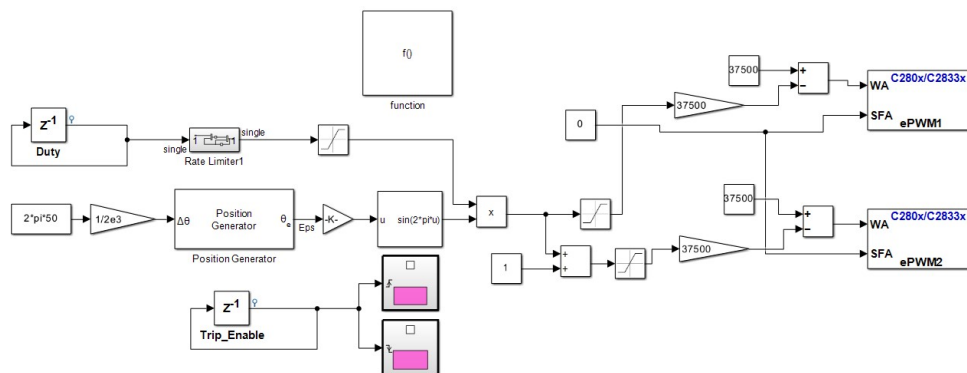 f()
function
Z-1
Duty
single
1
1
single
Rate Limiter1
2*pi*50
1/2e3
Δθ
Position
Generator
θe
Position Generator
Eps
-K-
u
sin(2*pi*u)
x
0
1
+
+
37500
37500
+
−
C280x/C2833x
WA
SFA
ePWM1
37500
37500
+
−
C280x/C2833x
WA
SFA
ePWM2
Z-1
Trip_Enable